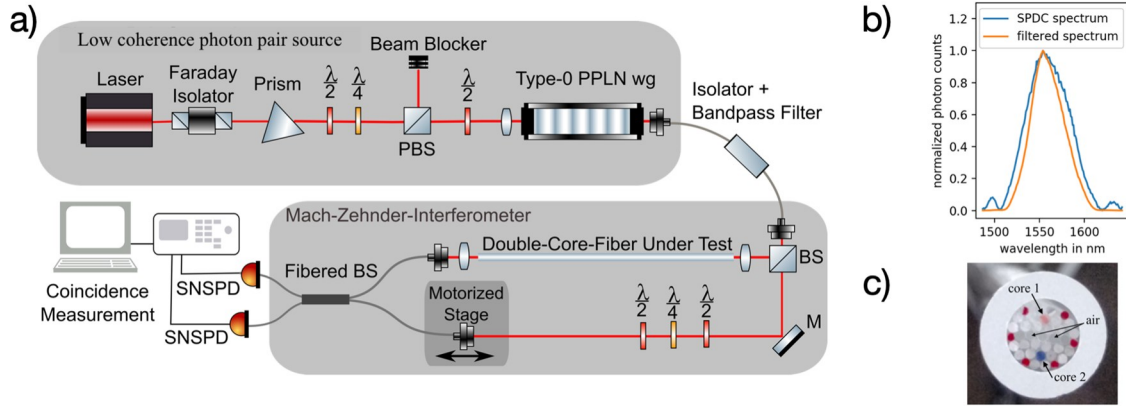 a)
Low coherence photon pair source
Laser
Faraday
Isolator
Prism
λ
2
λ
4
Beam Blocker
PBS
λ
2
Type-0 PPLN wg
Isolator +
Bandpass Filter
Mach-Zehnder-Interferometer
Double-Core-Fiber Under Test
BS
Fibered BS
SNSPD
SNSPD
Coincidence
Measurement
Motorized
Stage
λ
2
λ
4
λ
2
M
b)
SPDC spectrum
filtered spectrum
normalized photon counts
1.2
1.0
0.8
0.6
0.4
0.2
0.0
1500
1550
1600
wavelength in nm
c)
core 1
air
core 2